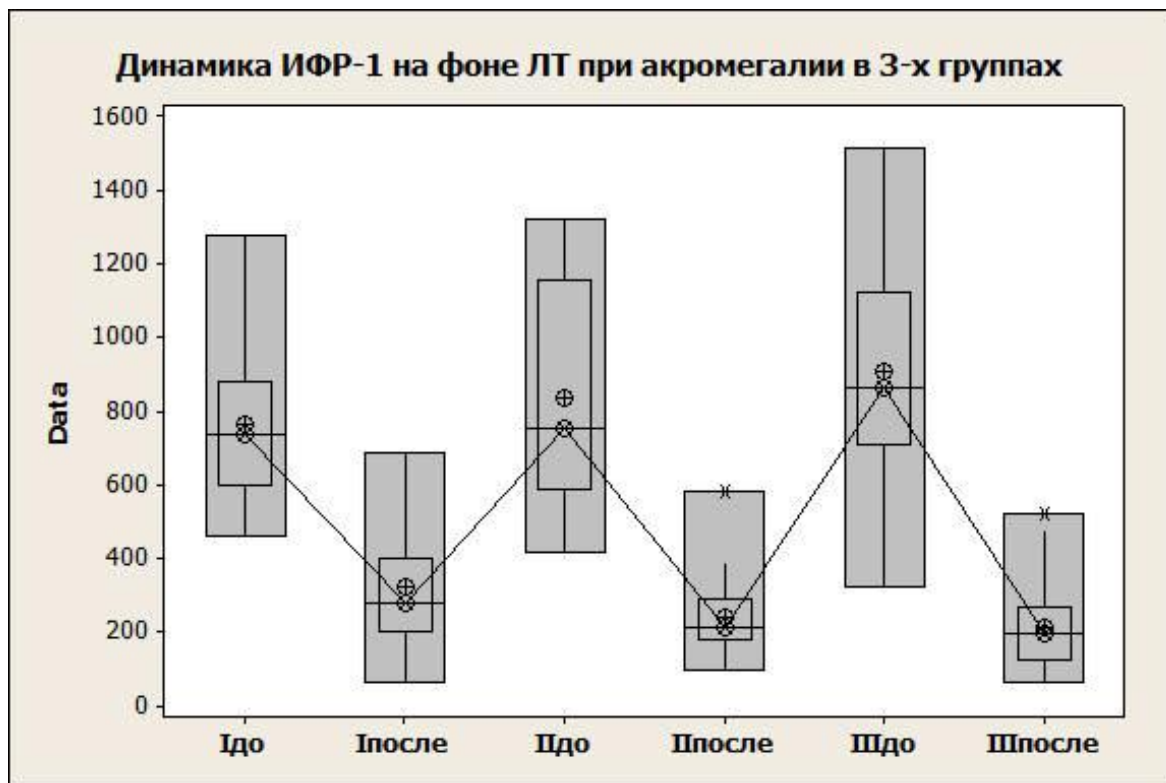 Динамика ИФР-1 на фоне ЛТ при акромегалии в 3-х группах
1600
1400
1200
1000
800
600
400
200
0
Data
Iдо
Iпосле
IIдо
IIпосле
IIIдо
IIIпосле